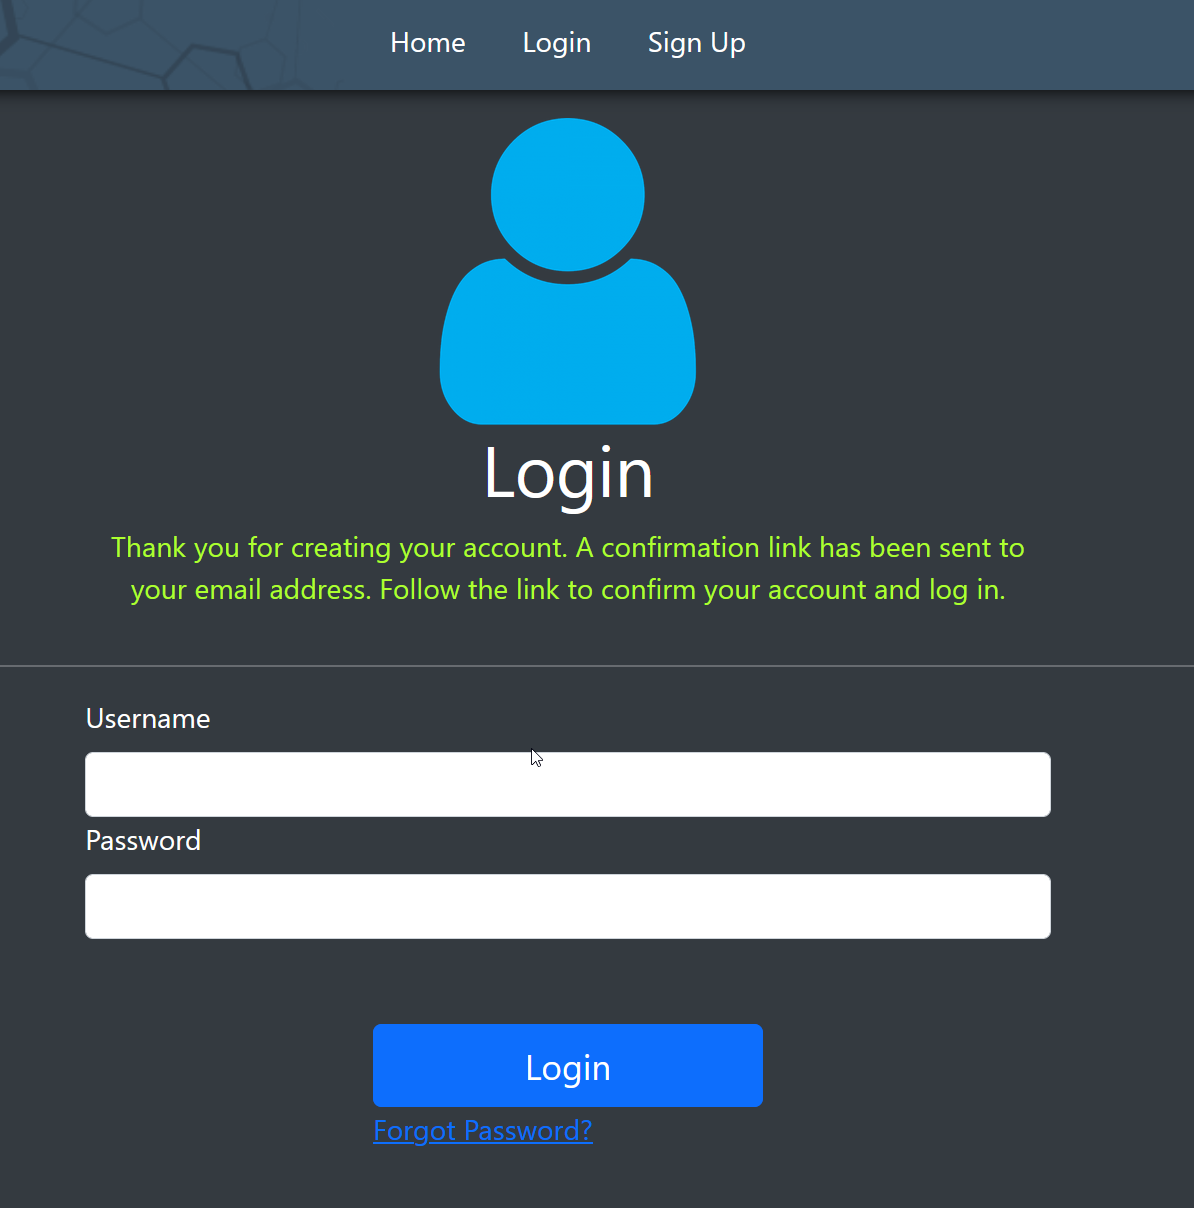 Home Login Sign Up
Login
Thank you for creating your account. A confirmation link has been sent to
your email address. Follow the link to confirm your account and log in.
Username
Password
Login
Forgot Password?